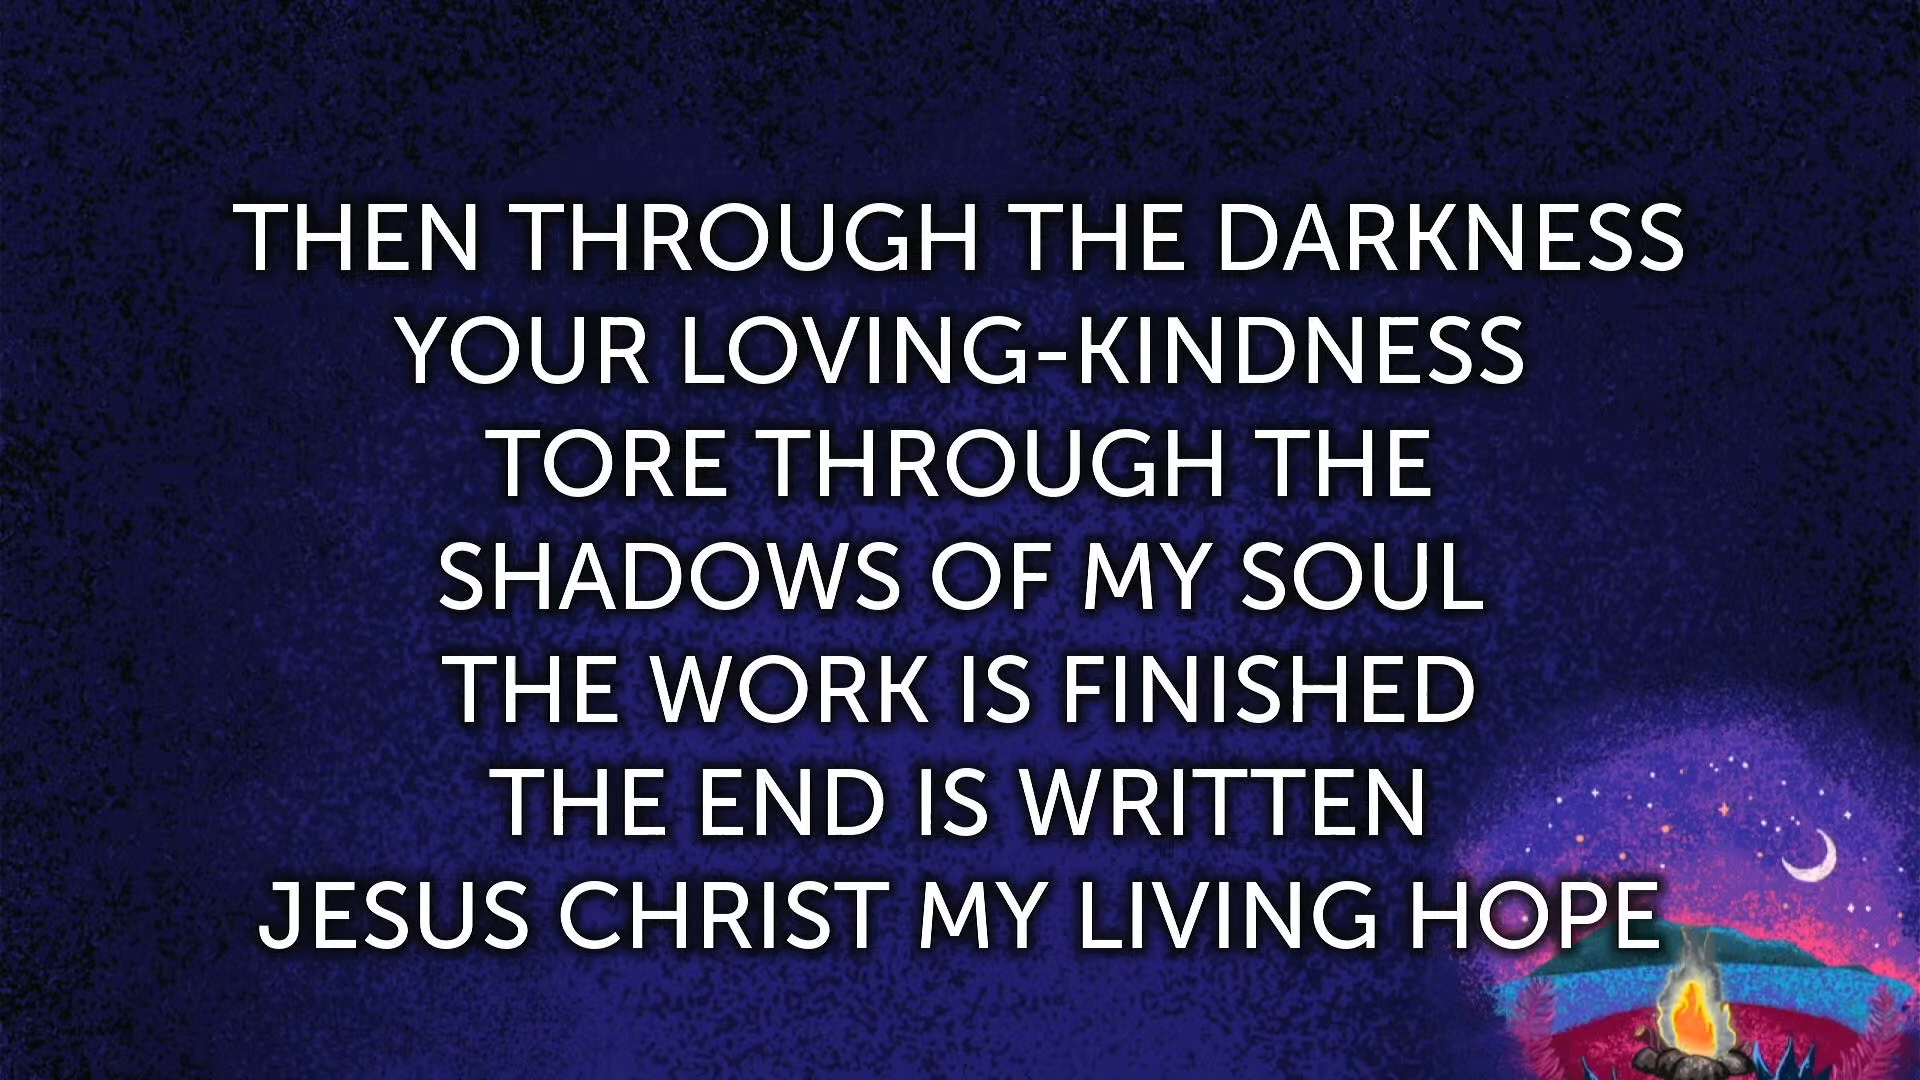 THEN THROUGH THE DARKNESS
YOUR LOVING-KINDNESS
TORE THROUGH THE
SHADOWS OF MY SOUL
THE WORK IS FINISHED
THE END IS WRITTEN
JESUS CHRIST MY LIVING HOPE